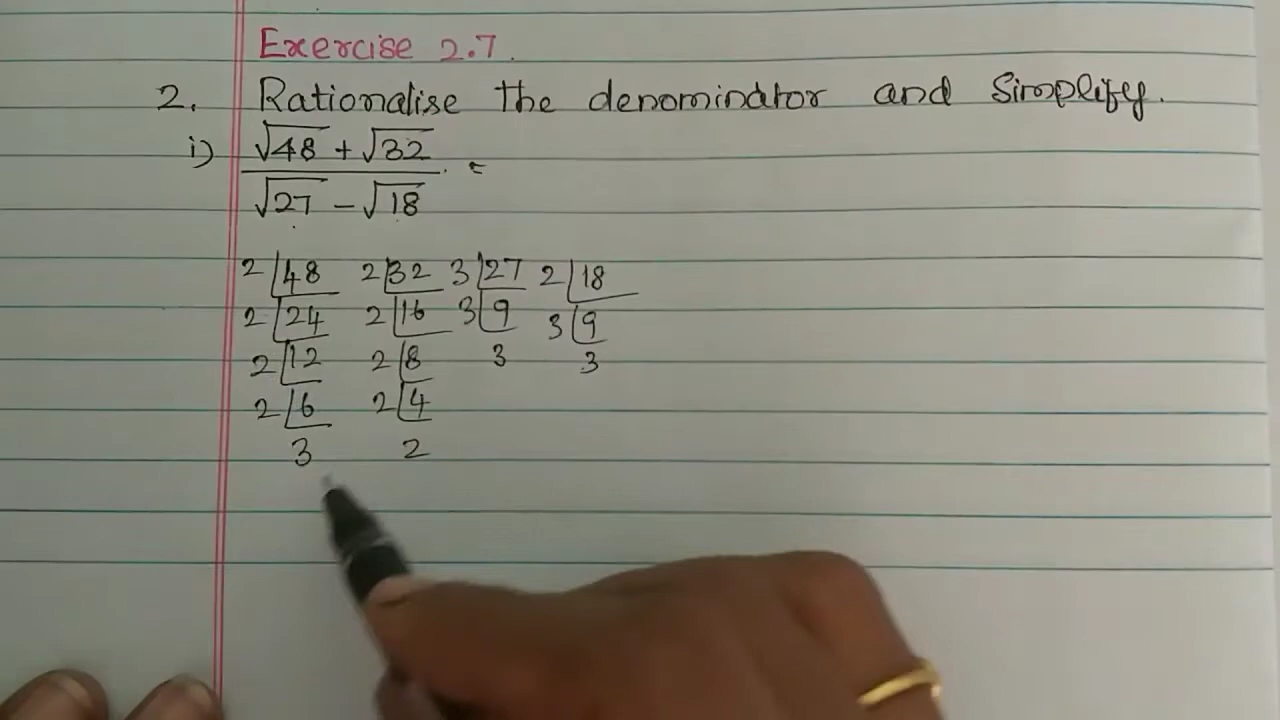 Exercise 2.7.
2. Rationalise the denominator and Simplify.
i) √48 + √32 =
√27 - √18
2 48 2 32 3 27 2 18
2 24 2 16 3 9 3 9
2 12 2 8 3 3
2 6 2 4
3 2